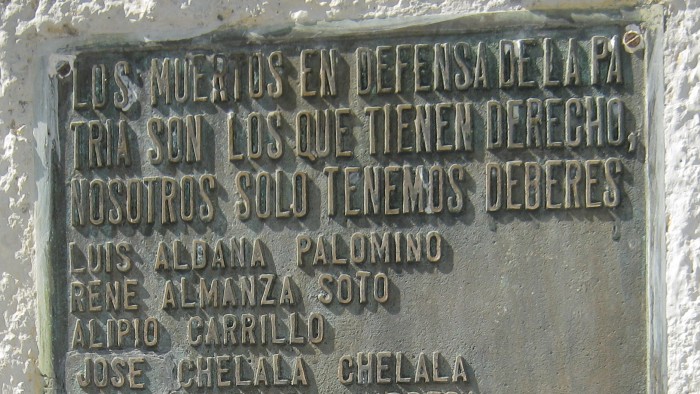 LOS MUERTOS EN DEFENSA DE LA PA
TRIA SON LOS QUE TIENEN DERECHO,
NOSOTROS SOLO TENEMOS DEBERES
LUIS ALDANA PALOMINO
RENE ALMANZA SOTO
ALIPIO CARRILLO
JOSE CHELALA CHELALA